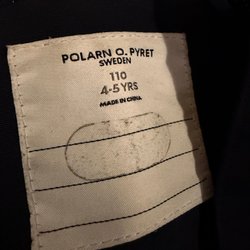 POLARN O. PYRET
SWEDEN
110
4-5 YRS
MADE IN CHINA